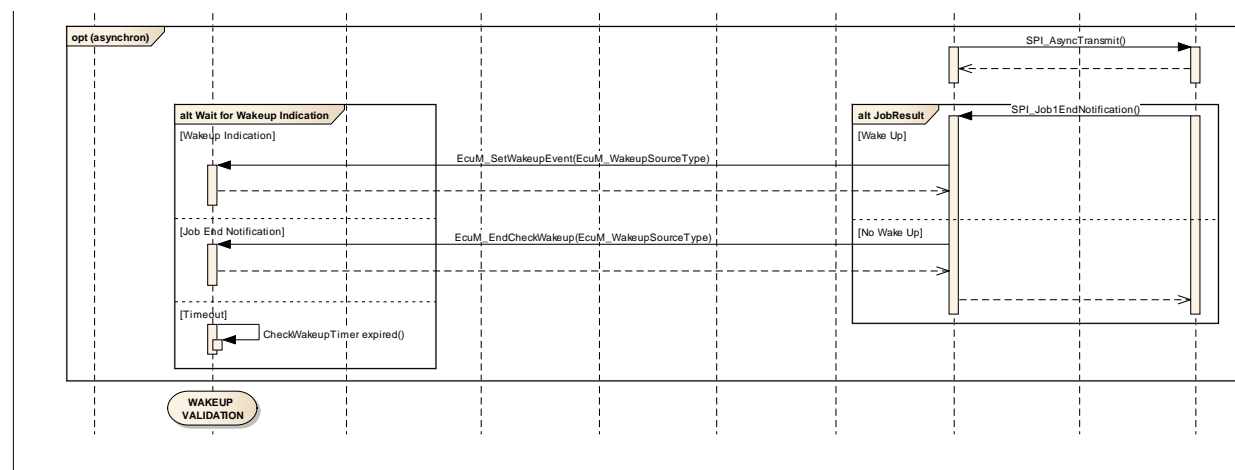 opt (asynchron)
SPI_AsyncTransmit()
alt Wait for Wakeup Indication
alt JobResult
SPI_Job1EndNotification()
[Wakeup Indication]
[Wake Up]
EcuM_SetWakeupEvent(EcuM_WakeupSourceType)
[Job End Notification]
EcuM_EndCheckWakeup(EcuM_WakeupSourceType)
[No Wake Up]
[Timeout]
CheckWakeupTimer expired()
WAKEUP
VALIDATION